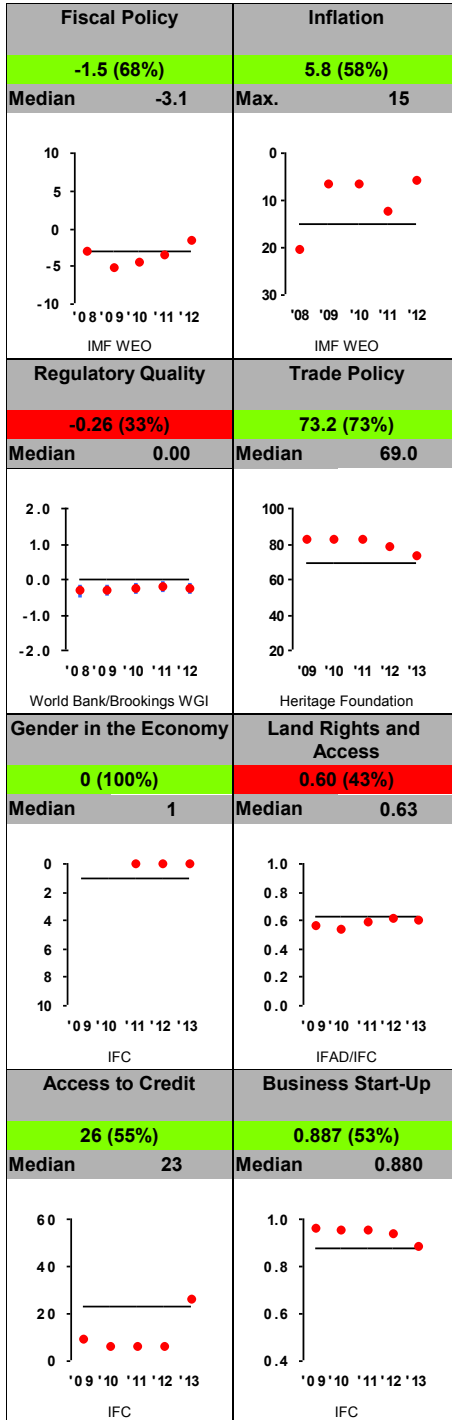 Fiscal Policy
-1.5 (68%)
Median -3.1
10
5
0
-5
-10
'08 '09 '10 '11 '12
IMF WEO
Inflation
5.8 (58%)
Max. 15
0
10
20
30
'08 '09 '10 '11 '12
IMF WEO
Regulatory Quality
-0.26 (33%)
Median 0.00
2.0
1.0
0.0
-1.0
-2.0
'08 '09 '10 '11 '12
World Bank/Brookings WGI
Trade Policy
73.2 (73%)
Median 69.0
100
80
60
40
20
'09 '10 '11 '12 '13
Heritage Foundation
Gender in the Economy
0 (100%)
Median 1
0
2
4
6
8
10
'09 '10 '11 '12 '13
IFC
Land Rights and
Access
0.60 (43%)
Median 0.63
1.0
0.8
0.6
0.4
0.2
0.0
'09 '10 '11 '12 '13
IFAD/IFC
Access to Credit
26 (55%)
Median 23
60
40
20
0
'09 '10 '11 '12 '13
IFC
Business Start-Up
0.887 (53%)
Median 0.880
1.0
0.8
0.6
0.4
'09 '10 '11 '12 '13
IFC